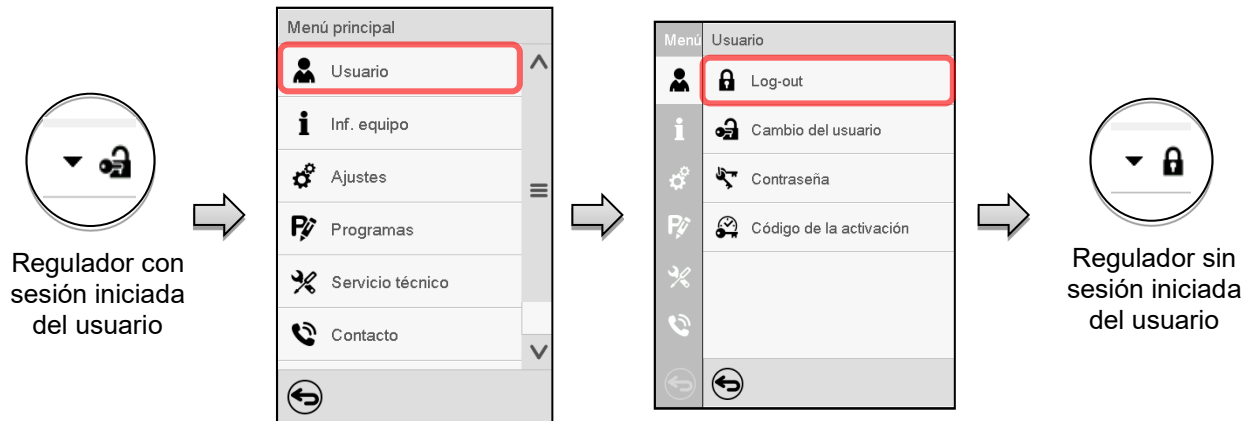 Regulador con
sesión iniciada
del usuario
Menú principal
Usuario
Inf. equipo
Ajustes
Programas
Servicio técnico
Contacto
Menú
Usuario
Log-out
Cambio del usuario
Contraseña
Código de la activación
Regulador sin
sesión iniciada
del usuario